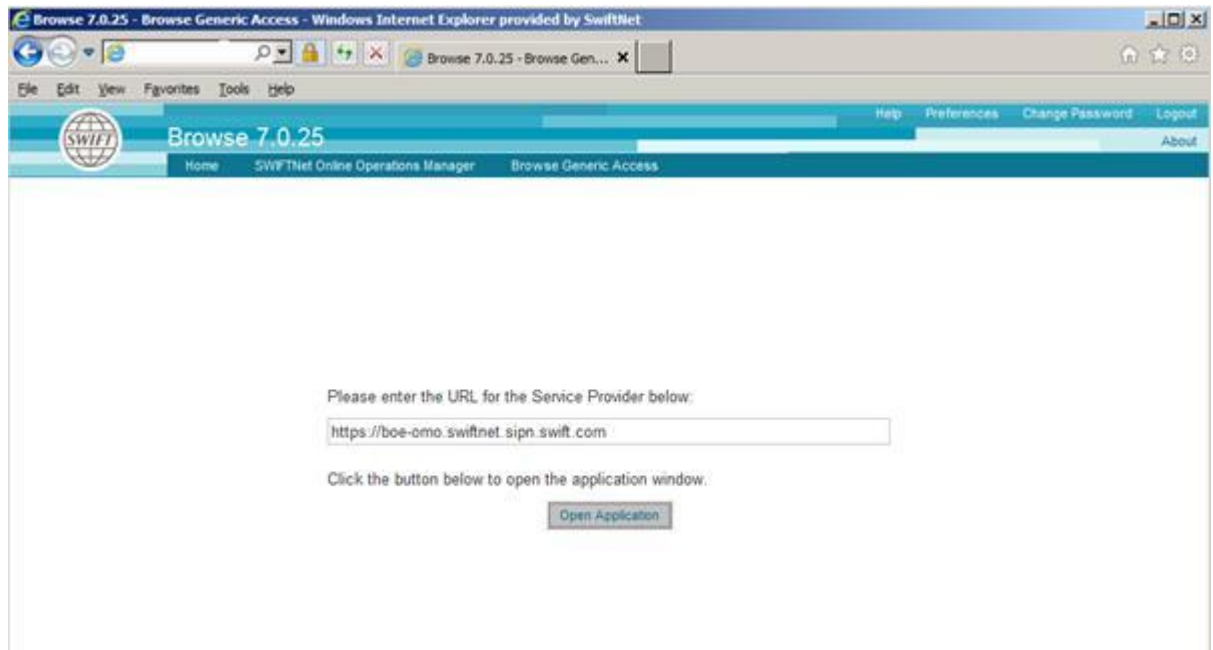 Browse 7.0.25 - Browse Generic Access - Windows Internet Explorer provided by SwiftNet
Browse 7.0.25 - Browse Gen...
File Edit View Favorites Tools Help
Help Preferences Change Password Logout
SWIFT Browse 7.0.25
About
Home SWIFTNet Online Operations Manager Browse Generic Access
Please enter the URL for the Service Provider below:
https://boe-omo.swiftnet.sipn.swift.com
Click the button below to open the application window.
Open Application